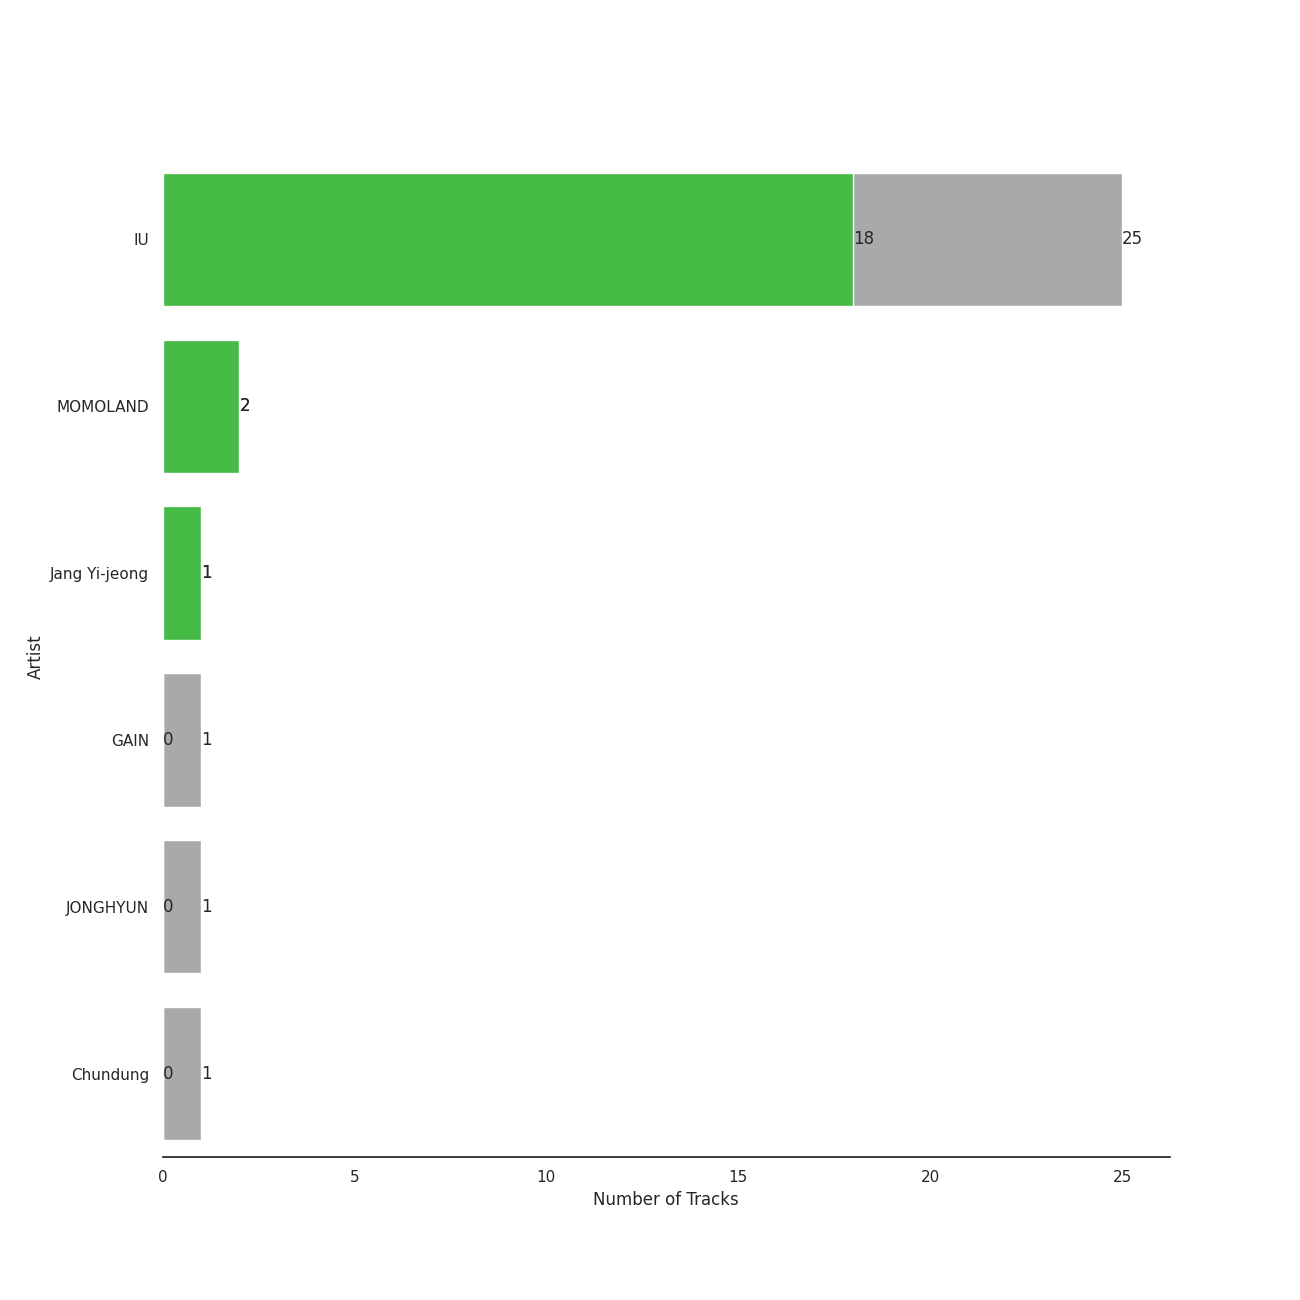 IU
18
25
MOMOLAND
2
Jang Yi-jeong
1
Artist
GAIN
0
1
JONGHYUN
0
1
Chundung
0
1
0 5 10 15 20 25
Number of Tracks